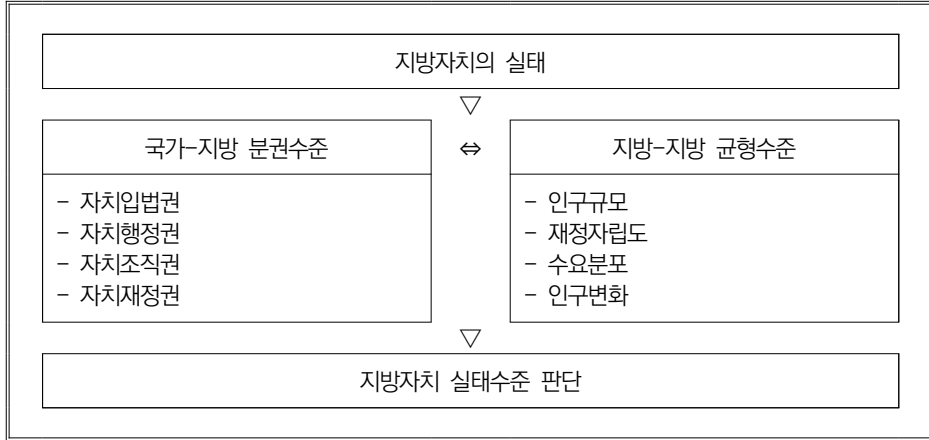 지방자치의 실태
▽
국가-지방 분권수준 ⇔ 지방-지방 균형수준
- 자치입법권
- 자치행정권
- 자치조직권
- 자치재정권
- 인구규모
- 재정자립도
- 수요분포
- 인구변화
▽
지방자치 실태수준 판단